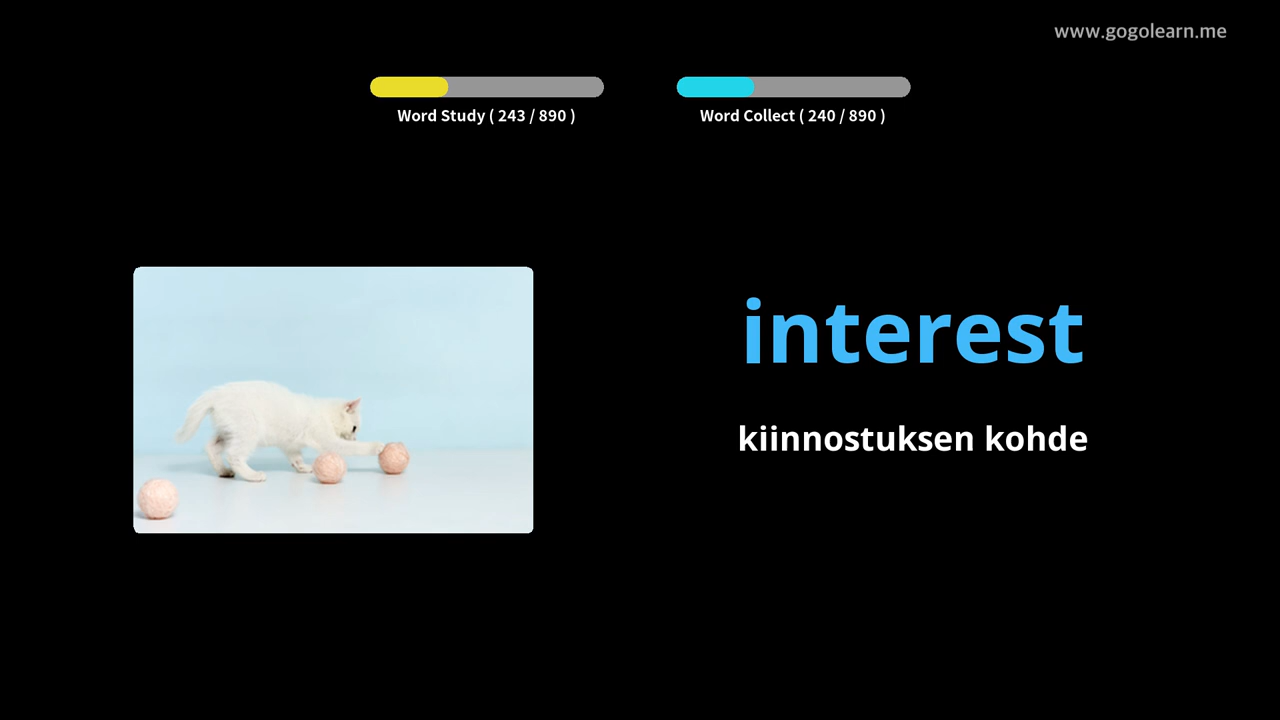 www.gogolearn.me
Word Study ( 243 / 890 )
Word Collect ( 240 / 890 )
interest
kiinnostuksen kohde